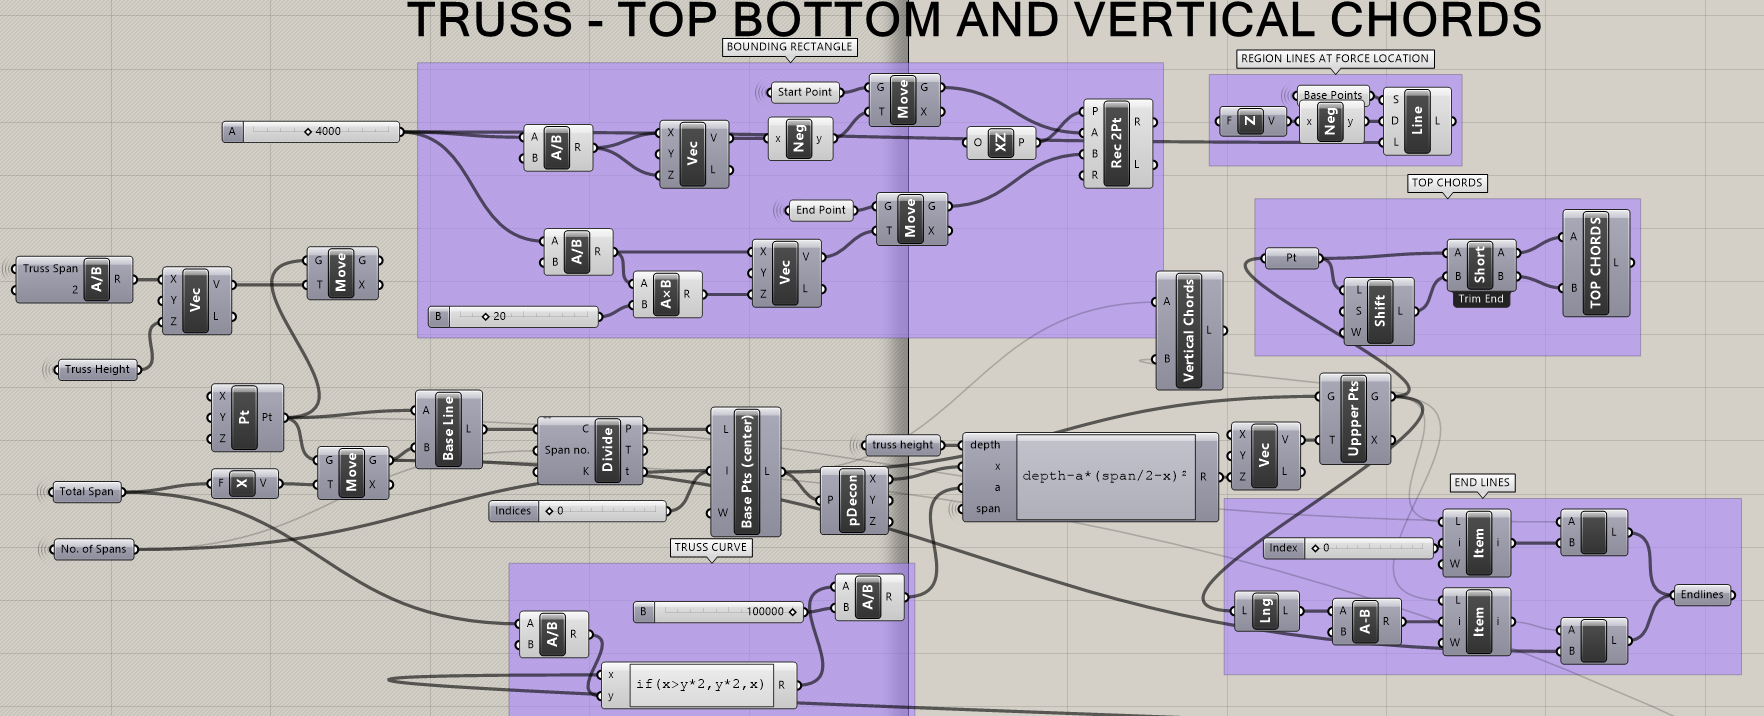 TRUSS - TOP BOTTOM AND VERTICAL CHORDS
BOUNDING RECTANGLE
A 4000
A B A/B R
X Y Z Vec V L
Start Point
x Neg y
G T Move G X
O XZ P
P A B R Rec 2Pt R L
End Point
G T Move G X
A B A/B R
A B A×B R
X Y Z Vec V L
B 20
REGION LINES AT FORCE LOCATION
Base Points
F Z V
x Neg y
S D L Line L
TOP CHORDS
Pt
L S W Shift L
A B Short A B
Trim End
A B TOP CHORDS L
Truss Span 2 A/B R
X Y Z Vec V L
G T Move G X
Truss Height
X Y Z Pt Pt
F X V
G T Move G X
Total Span
No. of Spans
A B Base Line L
C Span no. K Divide P T t
Indices 0
L I W Base Pts (center) L
P pDecon X Y Z
truss height
depth x a span depth-a*(span/2-x)² R
A B Vertical Chords L
X Y Z Vec V L
G T Uppper Pts G X
TRUSS CURVE
A B A/B R
B 100000
A B A/B R
x y if(x>y*2,y*2,x) R
END LINES
Index 0
L i W Item i
A B L
L Lng L
A B A-B R
L i W Item i
A B L
Endlines